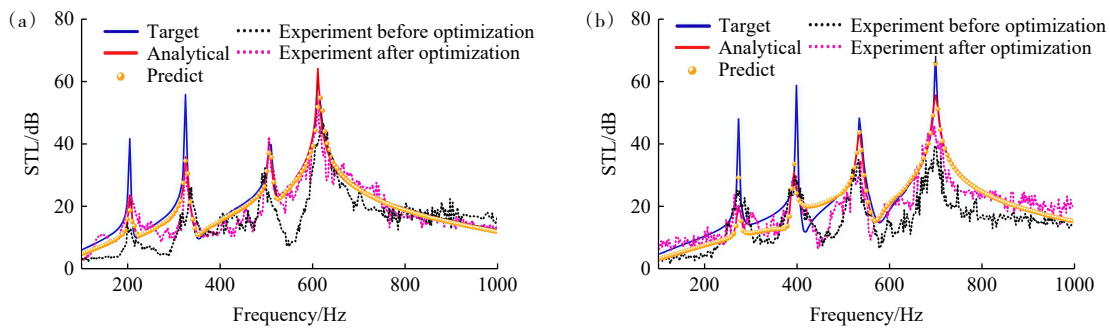 (a)
80
60
40
20
0
STL/dB
Target
Analytical
Predict
Experiment before optimization
Experiment after optimization
200 400 600 800 1000
Frequency/Hz
(b)
80
60
40
20
0
STL/dB
Target
Analytical
Predict
Experiment before optimization
Experiment after optimization
200 400 600 800 1000
Frequency/Hz